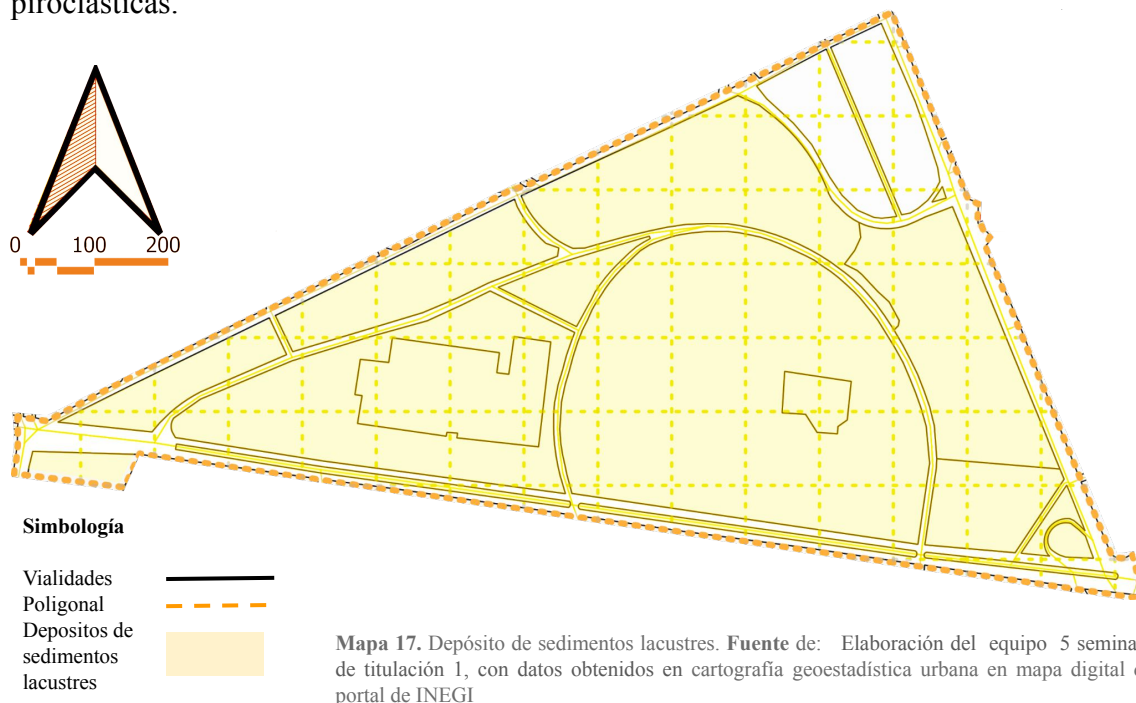 piroclásticas.
0 100 200
Simbología
Vialidades
Poligonal
Depositos de
sedimentos
lacustres
Mapa 17. Depósito de sedimentos lacustres. Fuente de: Elaboración del equipo 5 semina
de titulación 1, con datos obtenidos en cartografía geoestadística urbana en mapa digital
portal de INEGI